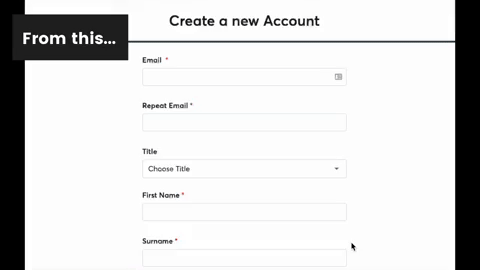 Create a new Account
From this...
Email *
Repeat Email *
Title
Choose Title
First Name *
Surname *